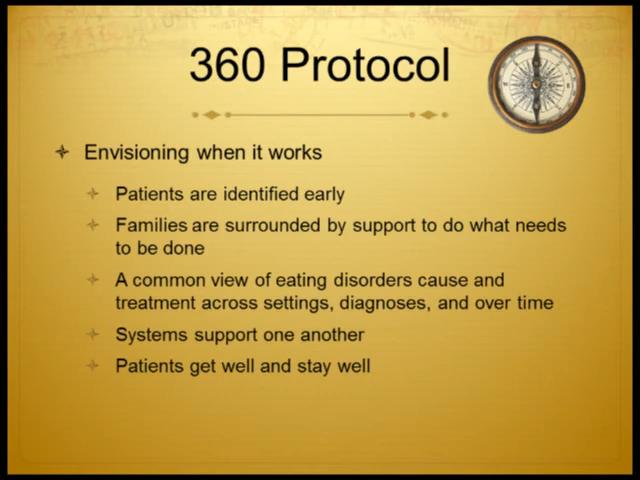 360 Protocol
Envisioning when it works
Patients are identified early
Families are surrounded by support to do what needs
to be done
A common view of eating disorders cause and
treatment across settings, diagnoses, and over time
Systems support one another
Patients get well and stay well